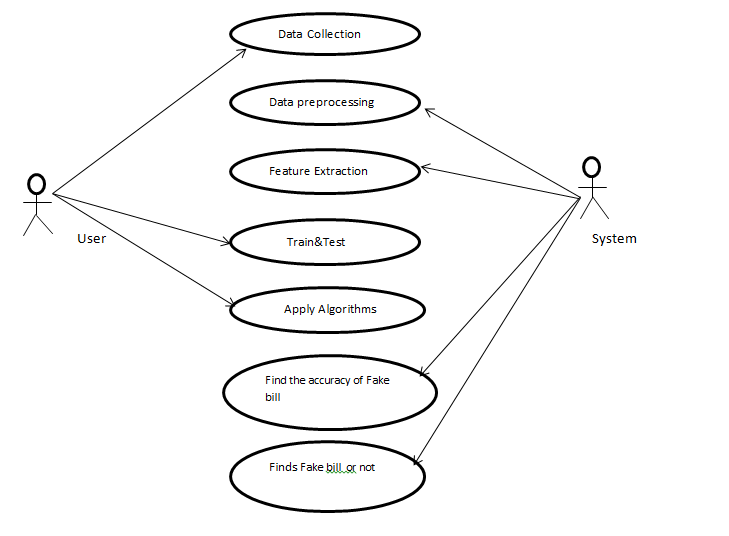 Data Collection
Data preprocessing
Feature Extraction
User
System
Train&Test
Apply Algorithms
Find the accuracy of Fake
bill
Finds Fake bill or not